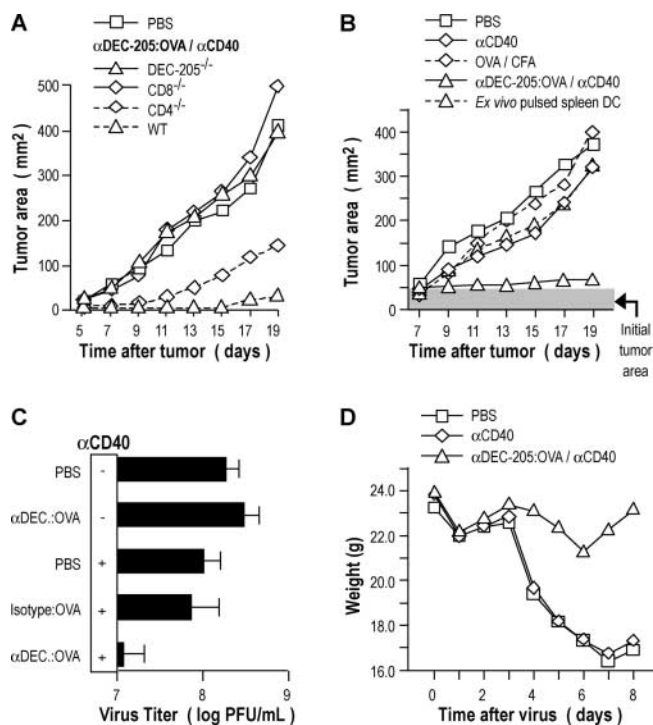 A
PBS
αDEC-205:OVA / αCD40
DEC-205-/-
CD8-/-
CD4-/-
WT
Tumor area ( mm2 )
500
400
300
200
100
0
5 7 9 11 13 15 17 19
Time after tumor ( days )
B
PBS
αCD40
OVA / CFA
αDEC-205:OVA / αCD40
Ex vivo pulsed spleen DC
Tumor area ( mm2 )
400
300
200
100
0
7 9 11 13 15 17 19
Time after tumor ( days )
Initial
tumor
area
C
αCD40
PBS -
αDEC.:OVA -
PBS +
Isotype:OVA +
αDEC.:OVA +
7 8 9
Virus Titer ( log PFU/mL )
D
PBS
αCD40
αDEC-205:OVA / αCD40
Weight (g)
24.0
22.0
20.0
18.0
16.0
0 2 4 6 8
Time after virus ( days )